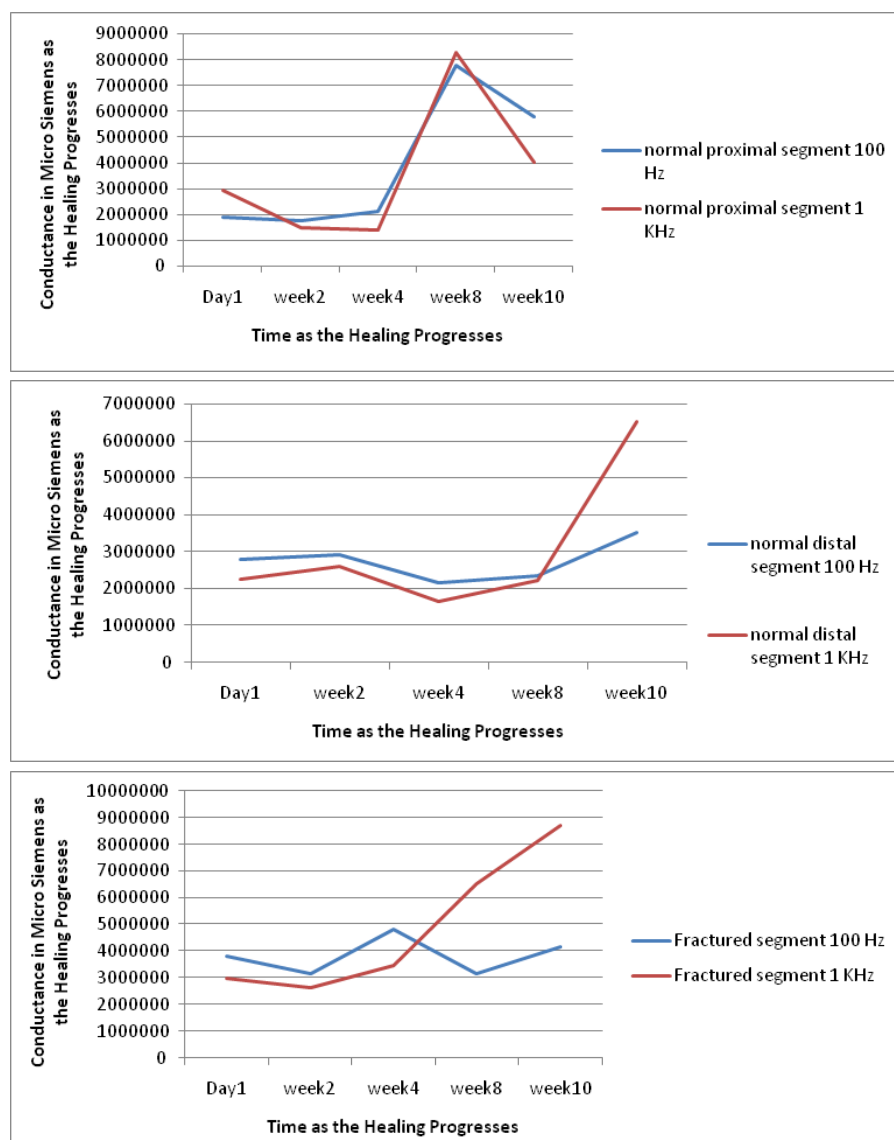 Conductance in Micro Siemens as
the Healing Progresses
9000000
8000000
7000000
6000000
5000000
4000000
3000000
2000000
1000000
0
Day1 week2 week4 week8 week10
Time as the Healing Progresses
normal proximal segment 100
Hz
normal proximal segment 1
KHz
Conductance in Micro Siemens as
the Healing Progresses
7000000
6000000
5000000
4000000
3000000
2000000
1000000
0
Day1 week2 week4 week8 week10
Time as the Healing Progresses
normal distal
segment 100 Hz
normal distal
segment 1 KHz
Conductance in Micro Siemens as
the Healing Progresses
10000000
9000000
8000000
7000000
6000000
5000000
4000000
3000000
2000000
1000000
0
Day1 week2 week4 week8 week10
Time as the Healing Progresses
Fractured segment 100 Hz
Fractured segment 1 KHz